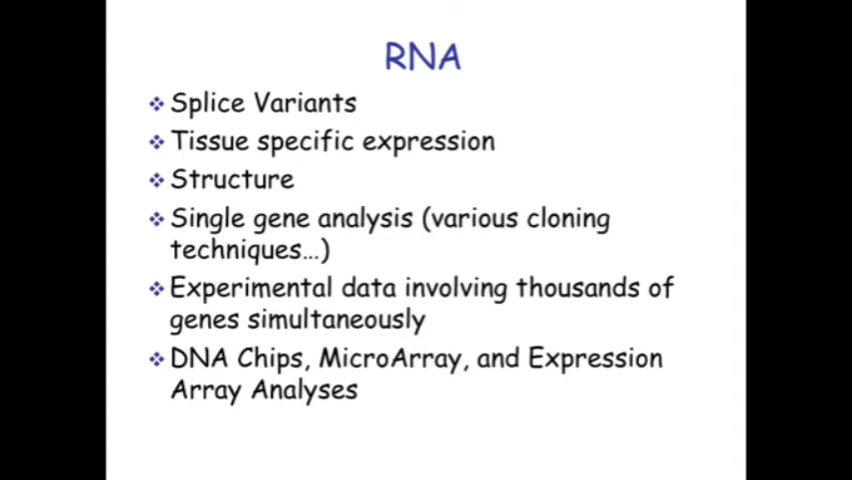 RNA
❖ Splice Variants
❖ Tissue specific expression
❖ Structure
❖ Single gene analysis (various cloning
techniques…)
❖ Experimental data involving thousands of
genes simultaneously
❖ DNA Chips, MicroArray, and Expression
Array Analyses